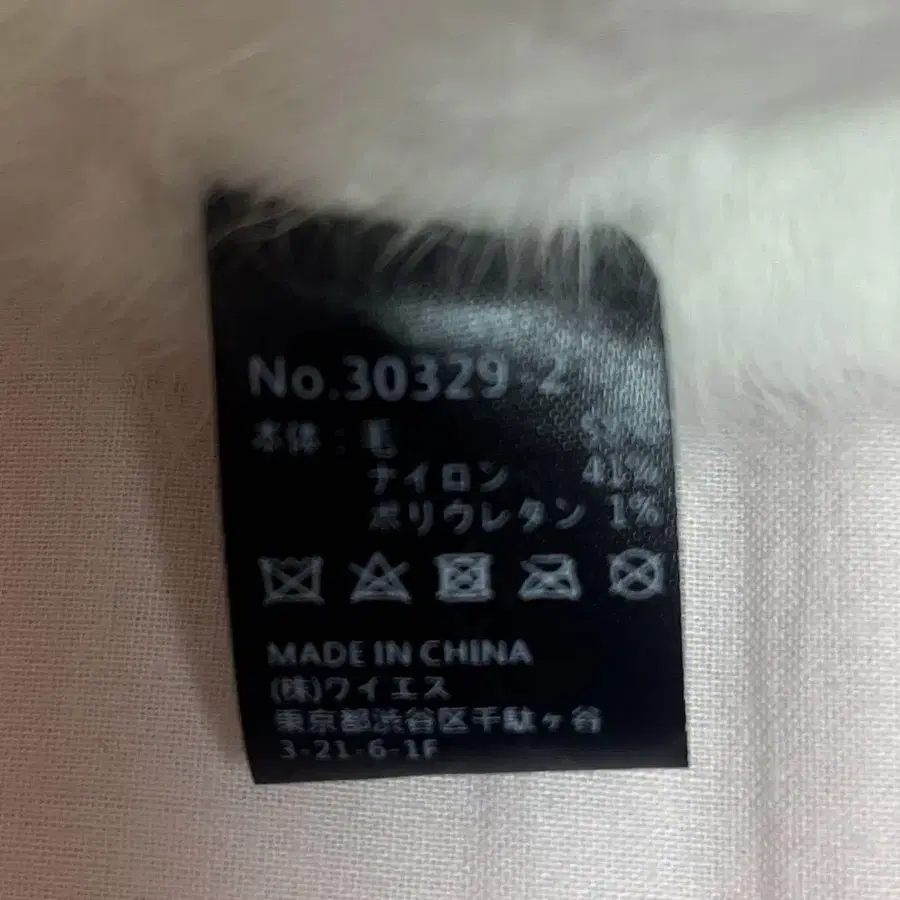 No.30329-2
本体：毛 58%
ナイロン 41%
ポリウレタン 1%
MADE IN CHINA
(株)ワイエス
東京都渋谷区千駄ヶ谷
3-21-6-1F